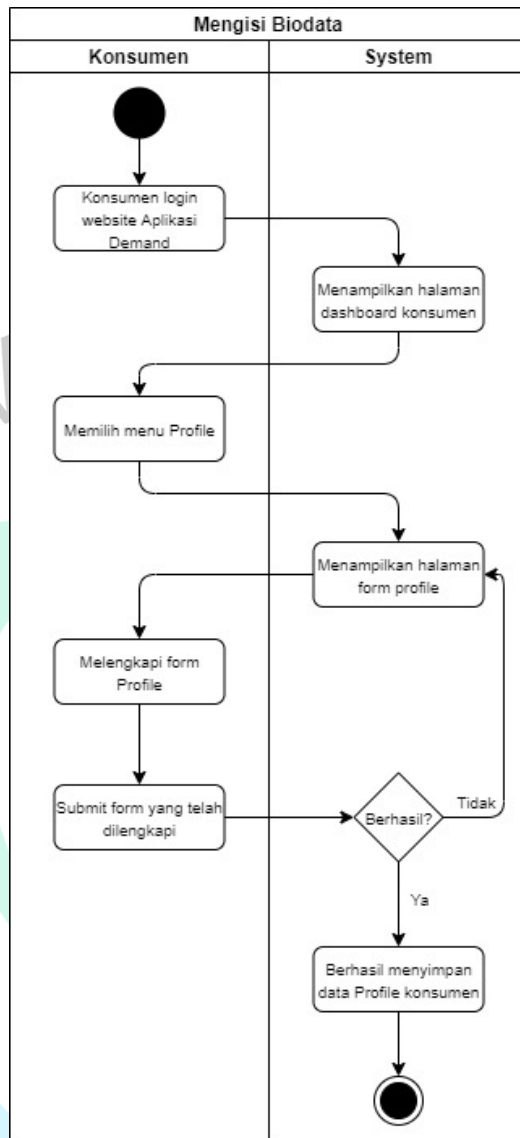 Mengisi Biodata
Konsumen
System
Konsumen login
website Aplikasi
Demand
Menampilkan halaman
dashboard konsumen
Memilih menu Profile
Menampilkan halaman
form profile
Melengkapi form
Profile
Submit form yang telah
dilengkapi
Berhasil?
Tidak
Ya
Berhasil menyimpan
data Profile konsumen